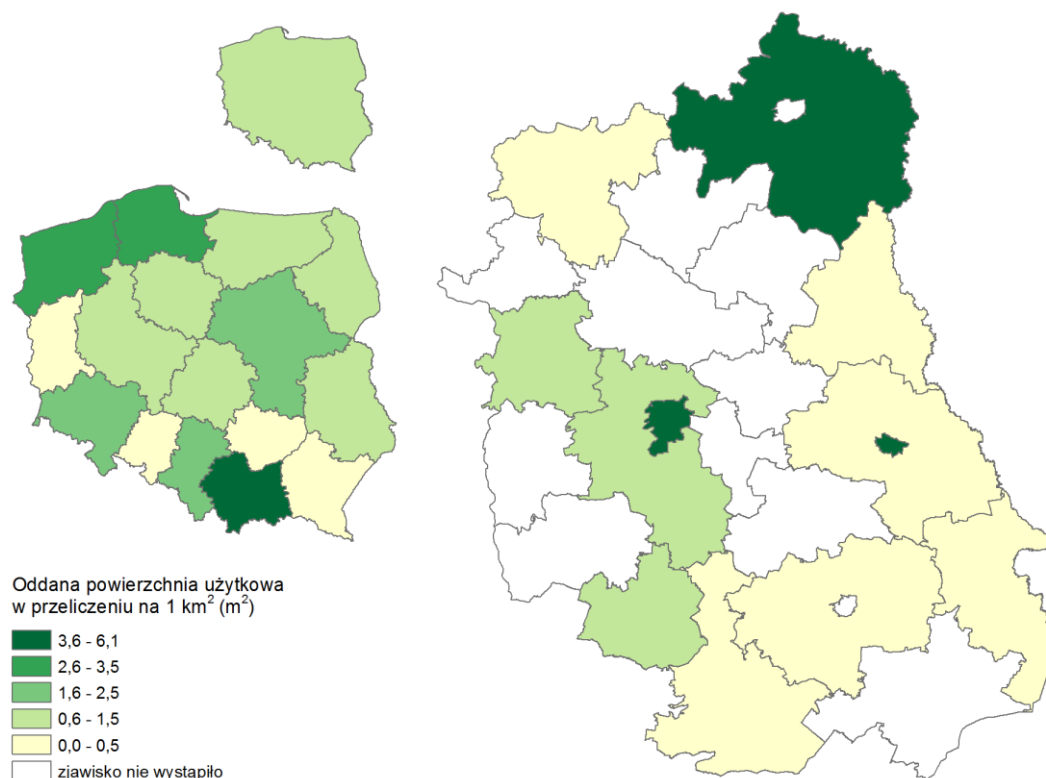 Oddana powierzchnia użytkowa
w przeliczeniu na 1 km² (m²)
3,6 - 6,1
2,6 - 3,5
1,6 - 2,5
0,6 - 1,5
0,0 - 0,5
zjawisko nie wystąpiło